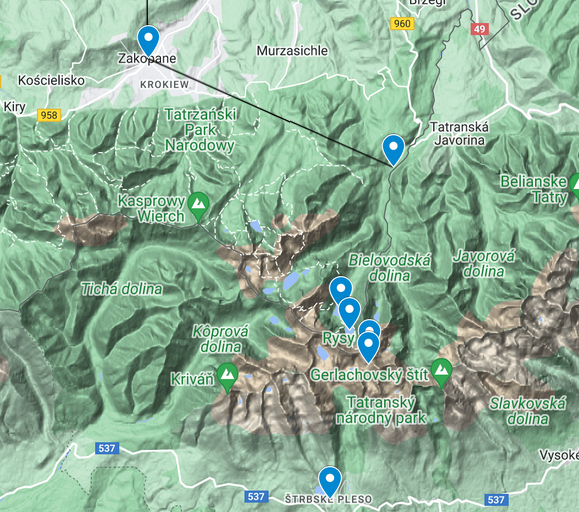 Brzegi
SLO
960
49
Zakopane
Murzasichle
Kościelisko
KROKIEW
Kiry
958
Tatrzański
Park
Narodowy
Tatranská
Javorina
Belianske
Tatry
Kasprowy
Wierch
Bielovodská
dolina
Javorová
dolina
Tichá dolina
Kôprová
dolina
Rysy
Kriváň
Gerlachovský štít
Tatranský
národný park
Slavkovská
dolina
537
Vysoké
537
ŠTRBSKÉ PLESO
537